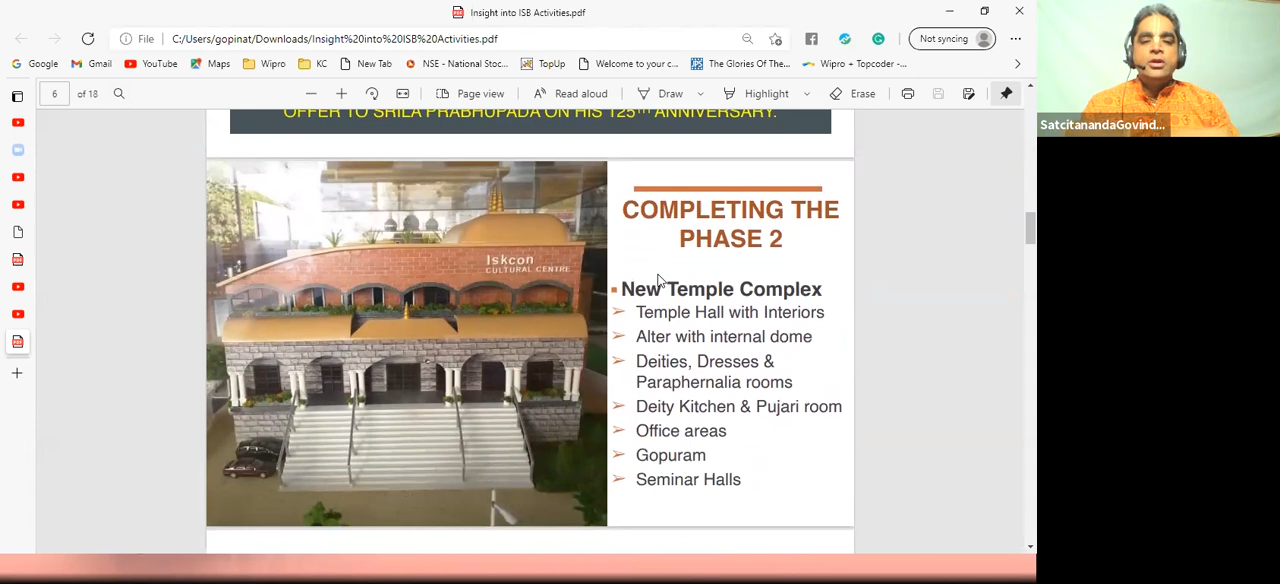 Insight into ISB Activities.pdf
File C:/Users/gopinat/Downloads/Insight%20into%20ISB%20Activities.pdf Not syncing
Google Gmail YouTube Maps Wipro KC New Tab NSE - National Stoc... TopUp Welcome to your c... The Glories Of The... Wipro + Topcoder -...
6 of 18 Page view Read aloud Draw Highlight Erase
SatcitanandaGovind...
OFFER TO SRILA PRABHUPADA ON HIS 125TH ANNIVERSARY.
Iskcon
CULTURAL CENTRE
COMPLETING THE
PHASE 2
New Temple Complex
Temple Hall with Interiors
Alter with internal dome
Deities, Dresses &
Paraphernalia rooms
Deity Kitchen & Pujari room
Office areas
Gopuram
Seminar Halls